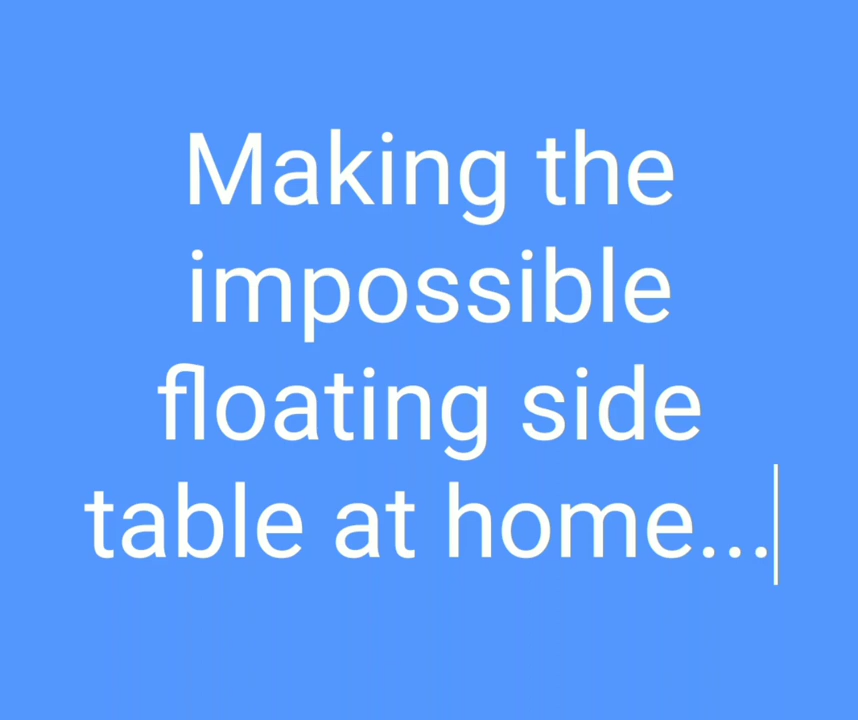 Making the
impossible
floating side
table at home...